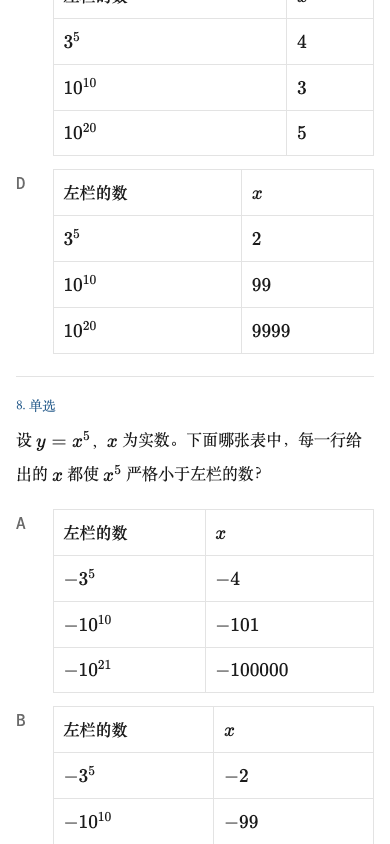 左栏的数 x
3^5 4
10^10 3
10^20 5
D
左栏的数 x
3^5 2
10^10 99
10^20 9999
8. 单选
设 y = x^5, x 为实数。下面哪张表中，每一行给
出的 x 都使 x^5 严格小于左栏的数？
A
左栏的数 x
−3^5 −4
−10^10 −101
−10^21 −100000
B
左栏的数 x
−3^5 −2
−10^10 −99